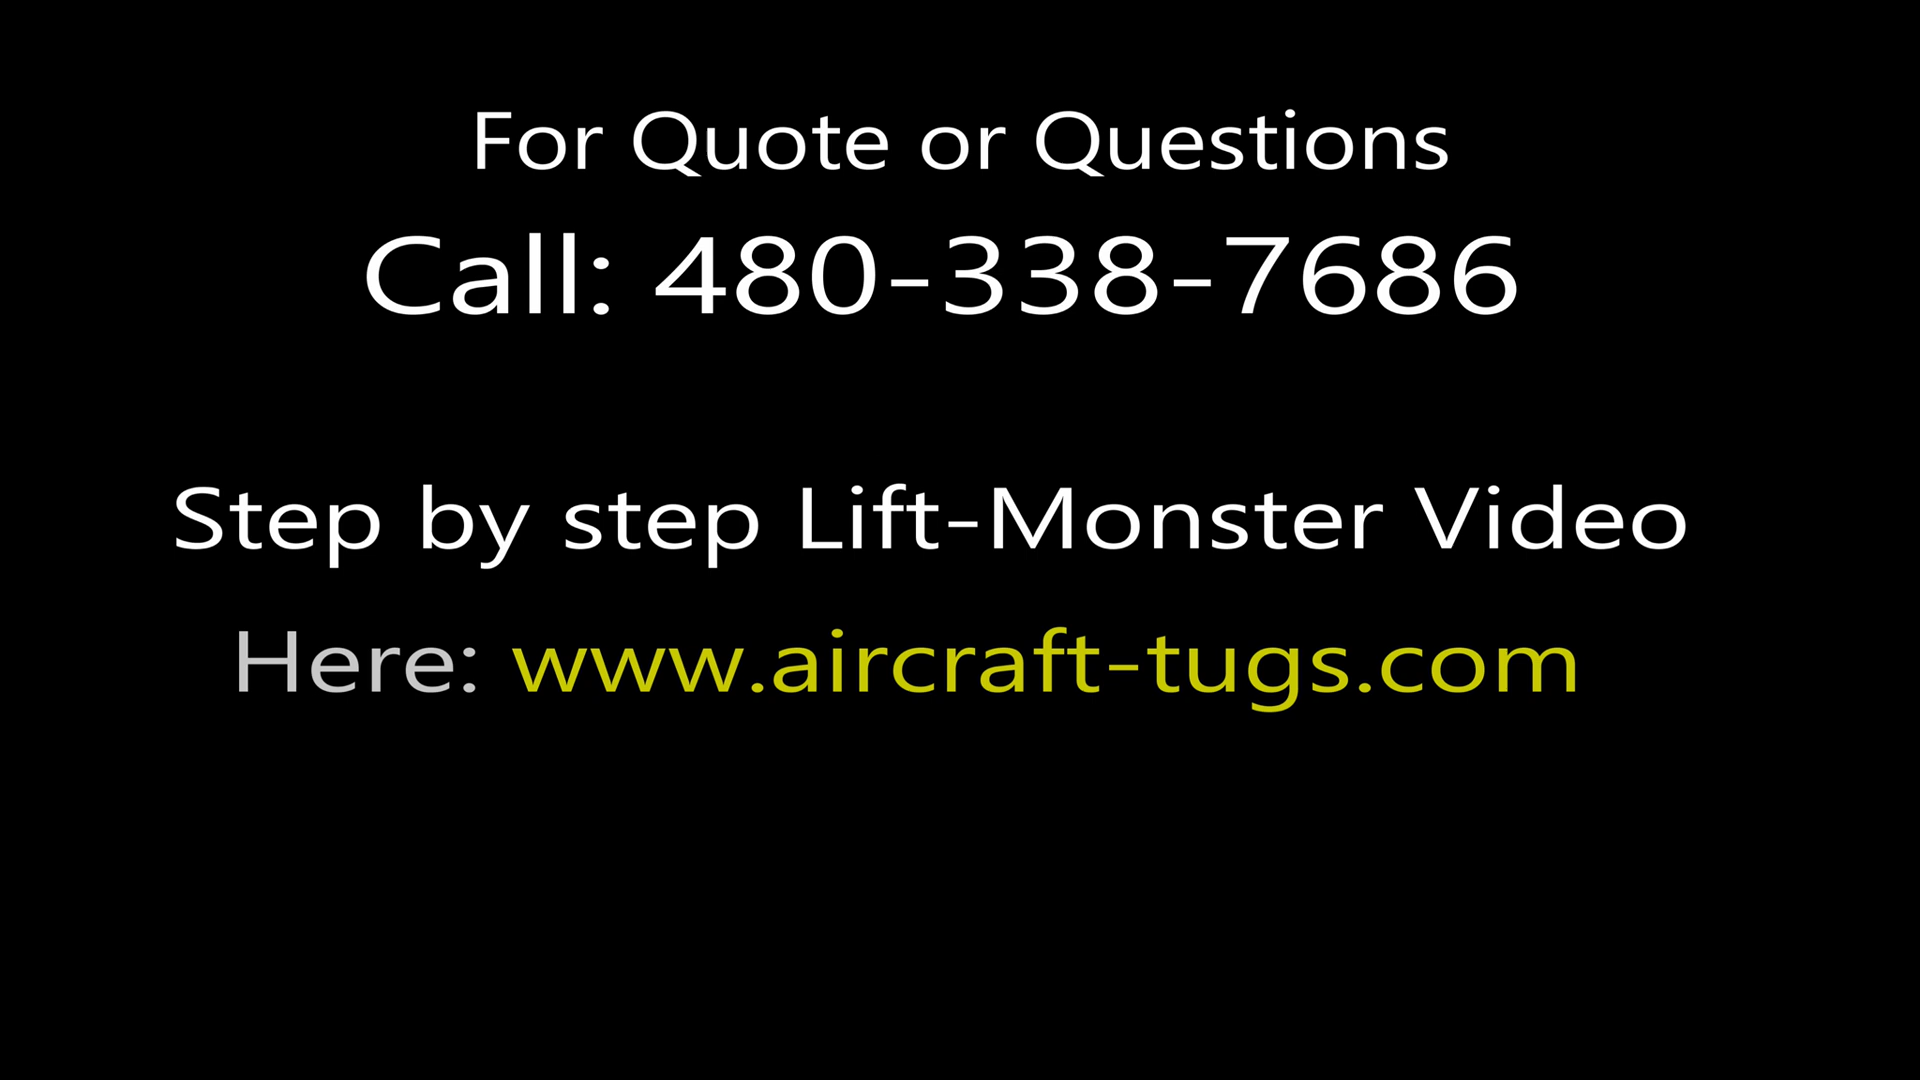 For Quote or Questions
Call: 480-338-7686
Step by step Lift-Monster Video
Here: www.aircraft-tugs.com